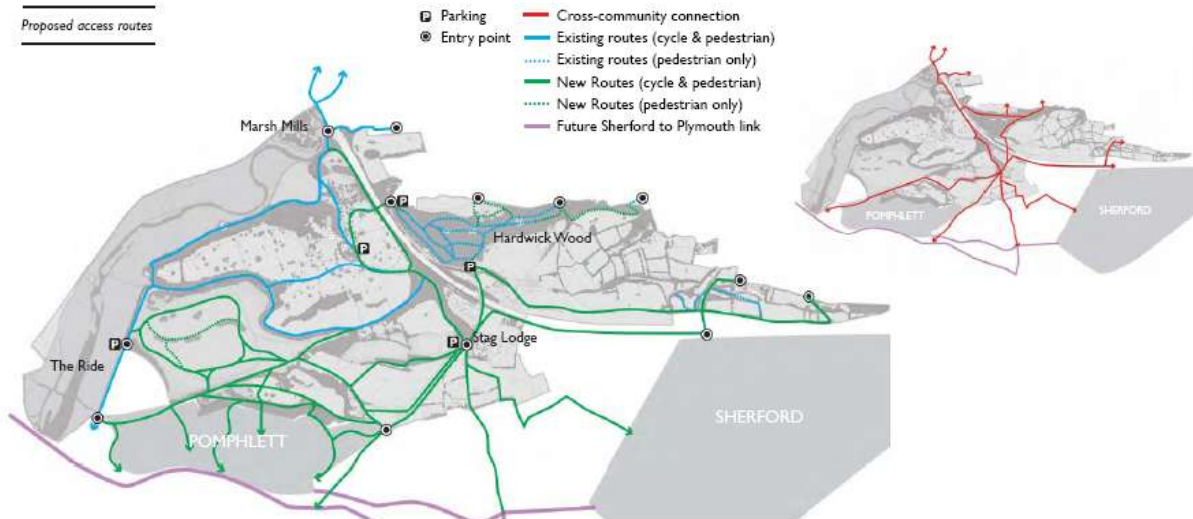 Proposed access routes
P Parking
Entry point
Cross-community connection
Existing routes (cycle & pedestrian)
Existing routes (pedestrian only)
New Routes (cycle & pedestrian)
New Routes (pedestrian only)
Future Sherford to Plymouth link
Marsh Mills
P
P
Hardwick Wood
P
P
Stag Lodge
P
The Ride
POMPHLETT
SHERFORD
POMPHLETT
SHERFORD